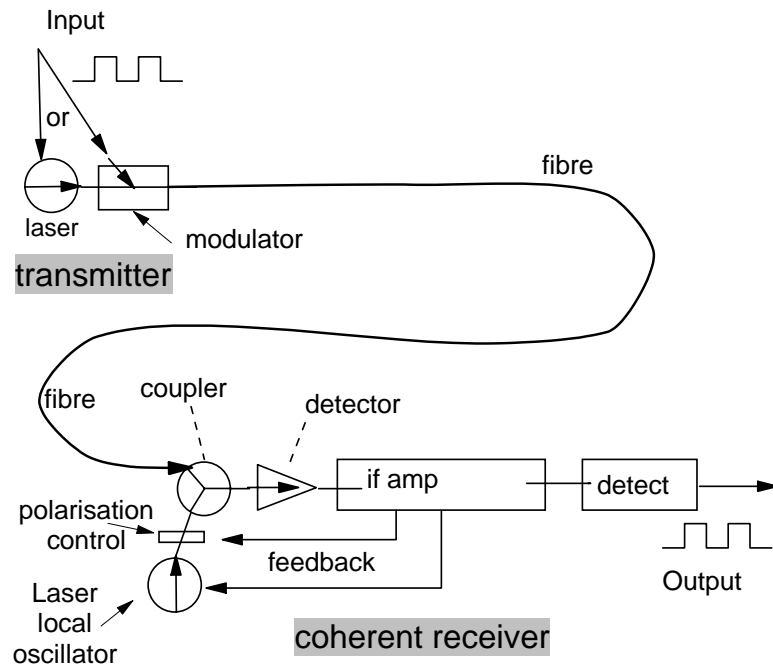 Input
or
fibre
laser
modulator
transmitter
coupler
fibre
detector
if amp
detect
polarisation
control
feedback
Output
Laser
local
oscillator
coherent receiver